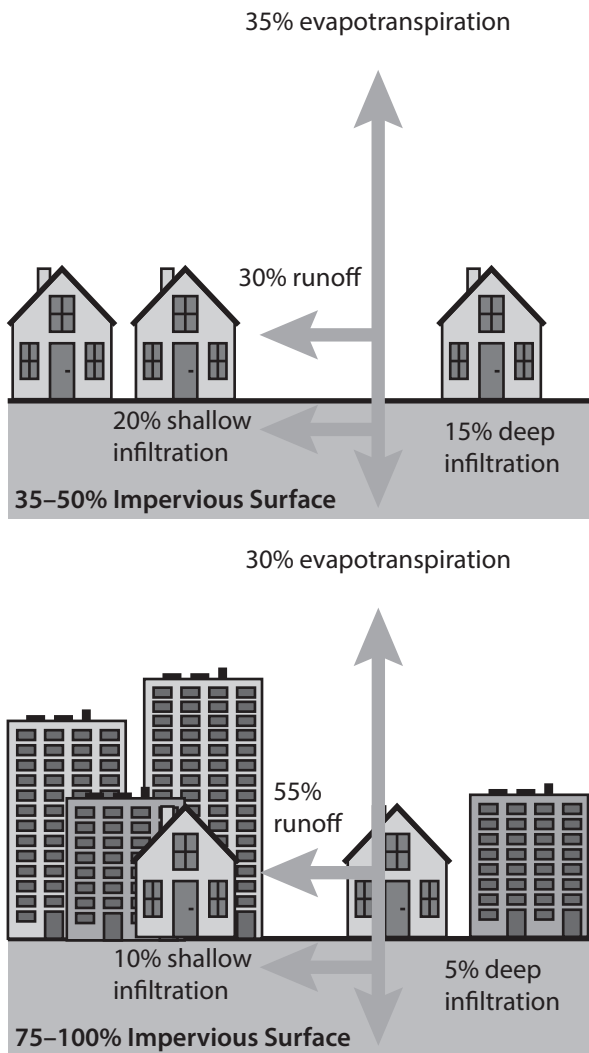 35% evapotranspiration
30% runoff
20% shallow
infiltration
15% deep
infiltration
35–50% Impervious Surface
30% evapotranspiration
55%
runoff
10% shallow
infiltration
5% deep
infiltration
75–100% Impervious Surface